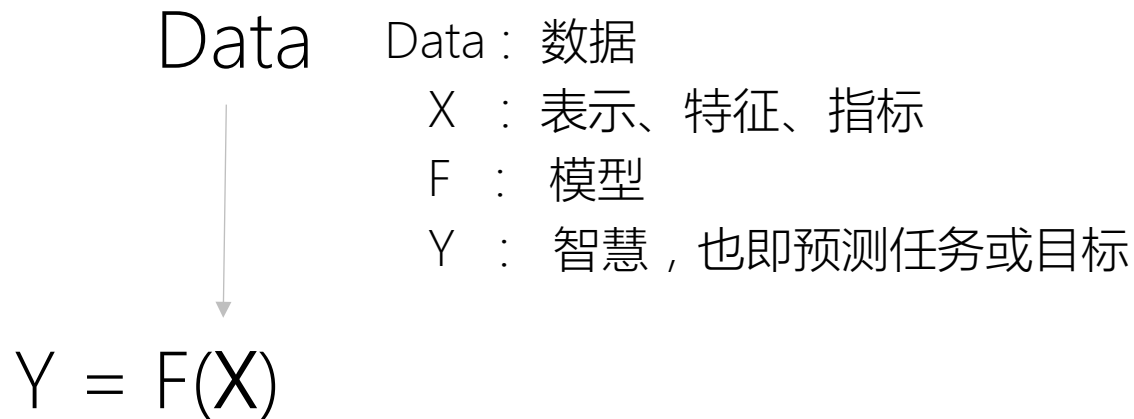 Data
Data : 数据
X : 表示、特征、指标
F : 模型
Y : 智慧，也即预测任务或目标
Y = F(X)